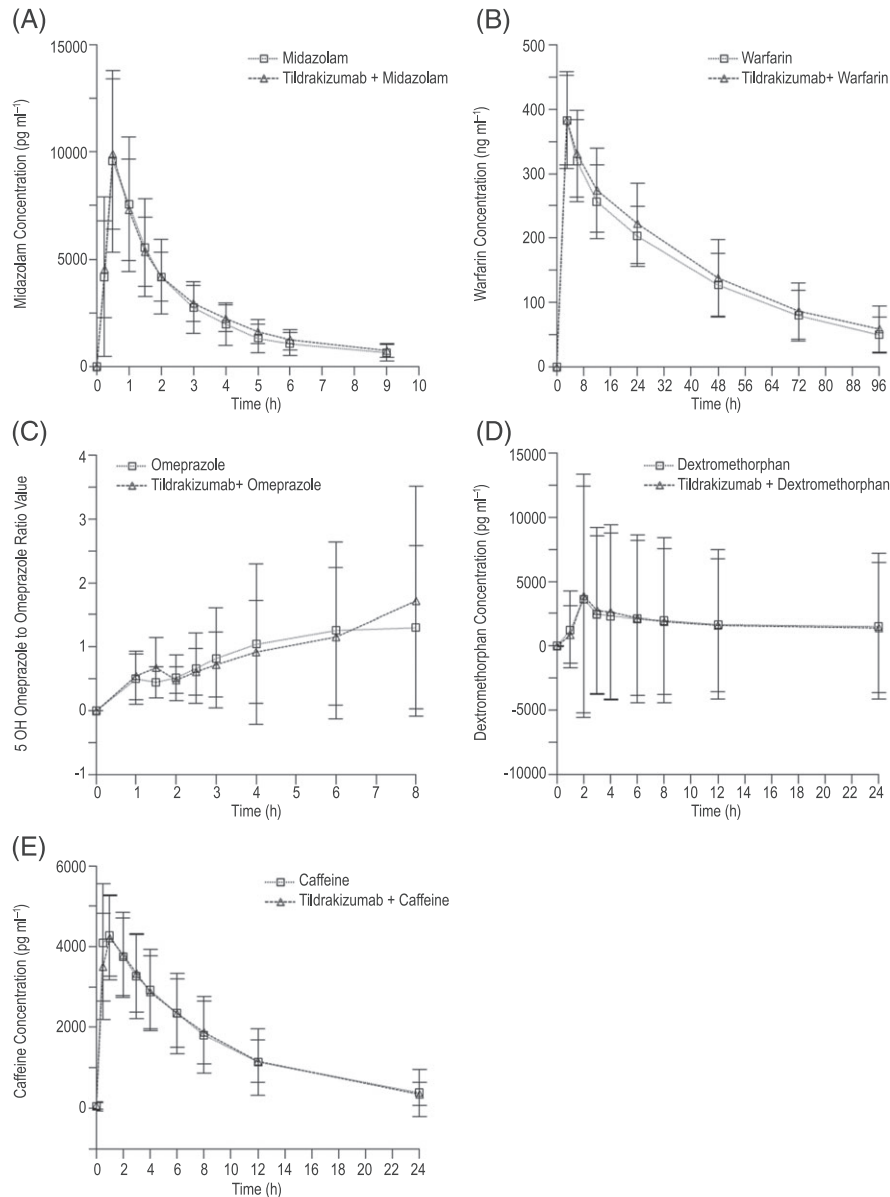 (A)
15000
10000
5000
0
Midazolam Concentration (pg ml⁻¹)
Midazolam
Tildrakizumab + Midazolam
0 1 2 3 4 5 6 7 8 9 10
Time (h)
(B)
500
400
300
200
100
0
Warfarin Concentration (ng ml⁻¹)
Warfarin
Tildrakizumab+ Warfarin
0 8 16 24 32 40 48 56 64 72 80 88 96
Time (h)
(C)
4
3
2
1
0
-1
5 OH Omeprazole to Omeprazole Ratio Value
Omeprazole
Tildrakizumab+ Omeprazole
0 1 2 3 4 5 6 7 8
Time (h)
(D)
15000
10000
5000
0
-5000
-10000
Dextromethorphan Concentration (pg ml⁻¹)
Dextromethorphan
Tildrakizumab + Dextromethorphan
0 2 4 6 8 10 12 14 16 18 20 22 24
Time (h)
(E)
6000
4000
2000
0
Caffeine Concentration (pg ml⁻¹)
Caffeine
Tildrakizumab + Caffeine
0 2 4 6 8 10 12 14 16 18 20 22 24
Time (h)